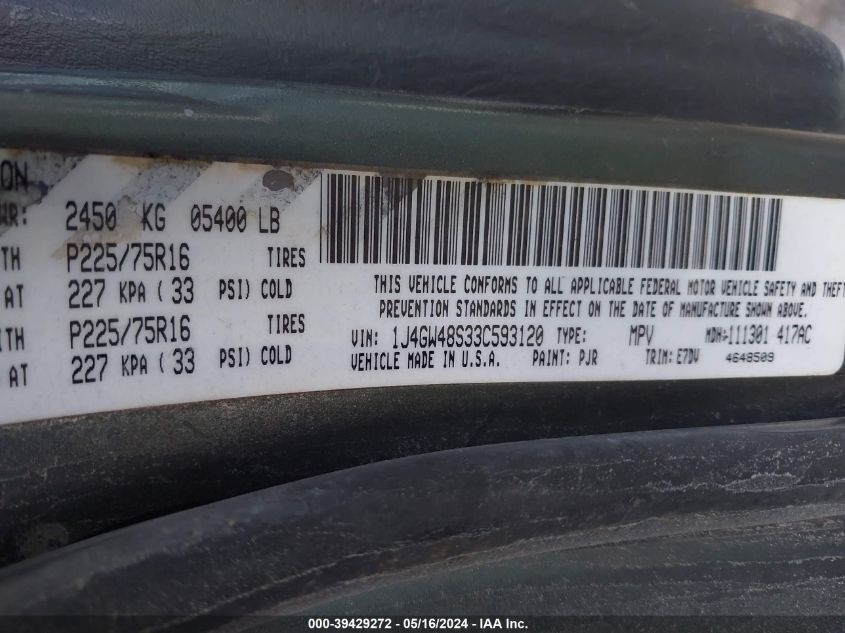 ON
WR: 2450 KG 05400 LB
TH P225/75R16 TIRES
AT 227 KPA ( 33 PSI) COLD
ITH P225/75R16 TIRES
AT 227 KPA ( 33 PSI) COLD
THIS VEHICLE CONFORMS TO ALL APPLICABLE FEDERAL MOTOR VEHICLE SAFETY AND THEFT
PREVENTION STANDARDS IN EFFECT ON THE DATE OF MANUFACTURE SHOWN ABOVE.
VIN: 1J4GW48S33C593120 TYPE: MPV MDH:111301 417AC
VEHICLE MADE IN U.S.A. PAINT: PJR TRIM: E7DV 4648509
000-39429272 - 05/16/2024 - IAA Inc.